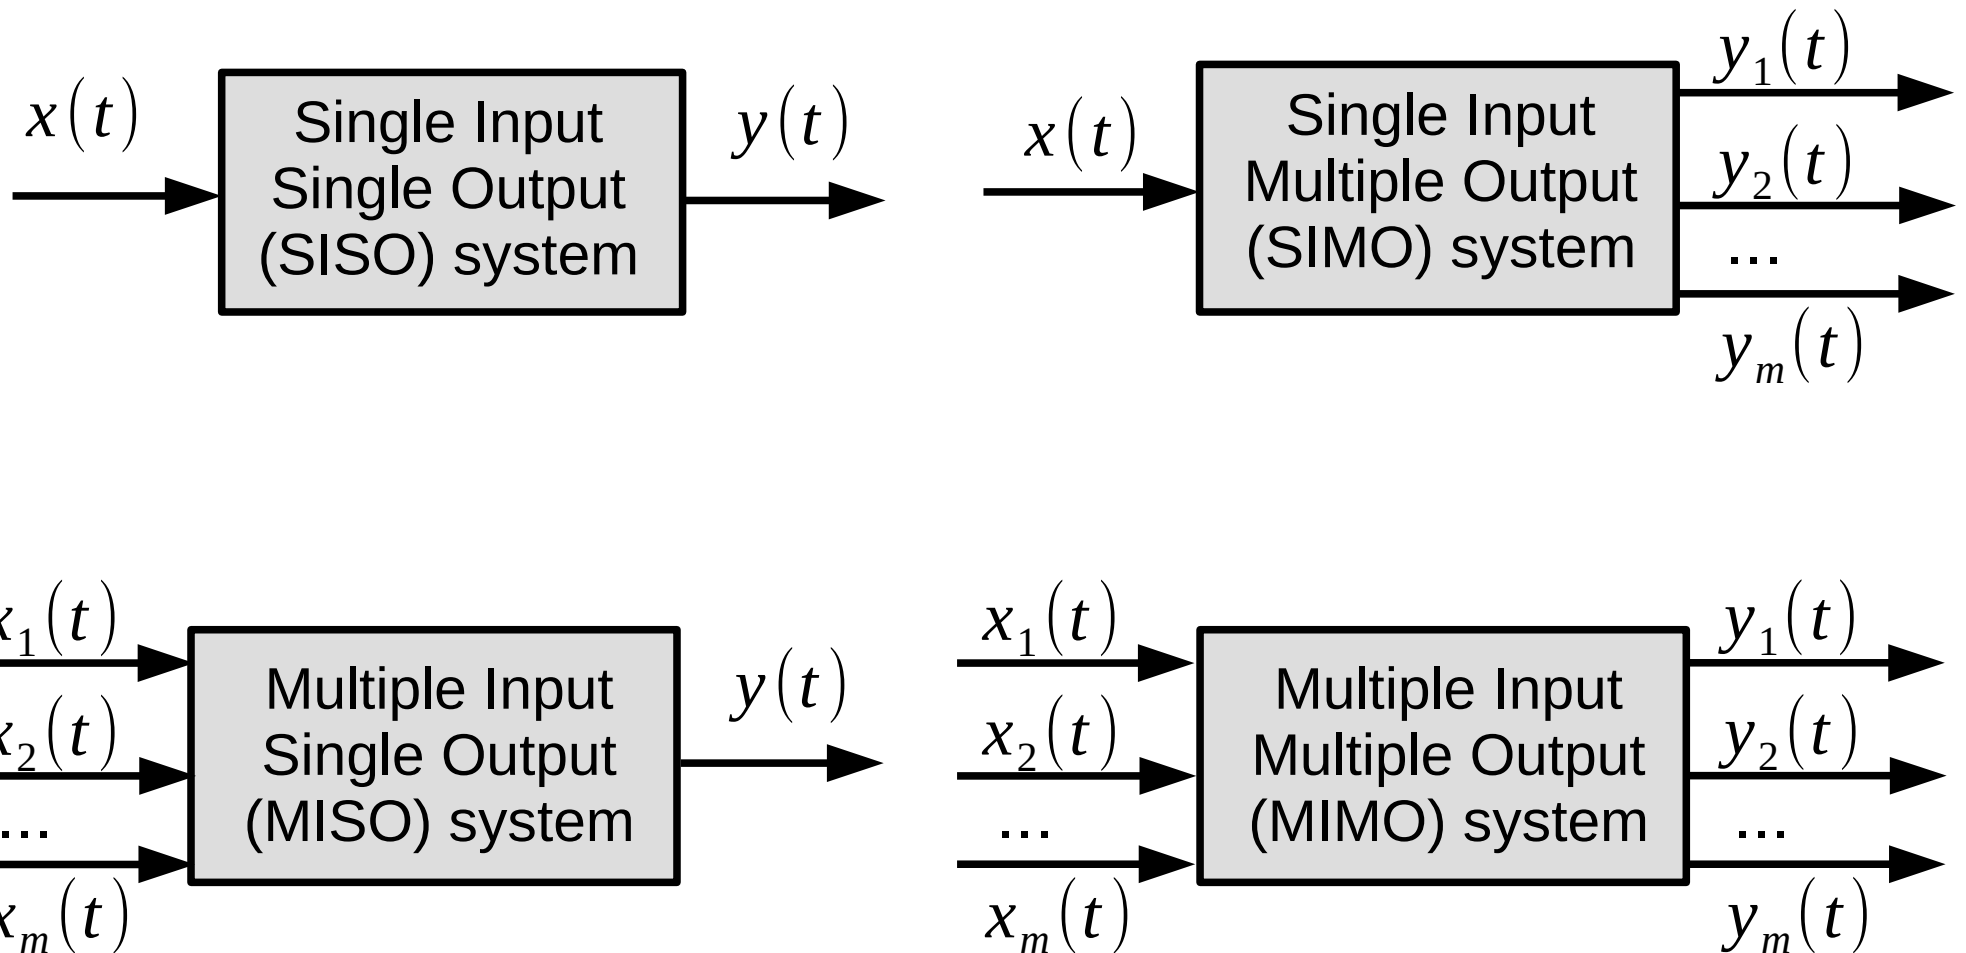 x(t)
Single Input
Single Output
(SISO) system
y(t)
x(t)
Single Input
Multiple Output
(SIMO) system
y₁(t)
y₂(t)
...
yₘ(t)
x₁(t)
x₂(t)
...
xₘ(t)
Multiple Input
Single Output
(MISO) system
y(t)
x₁(t)
x₂(t)
...
xₘ(t)
Multiple Input
Multiple Output
(MIMO) system
y₁(t)
y₂(t)
...
yₘ(t)